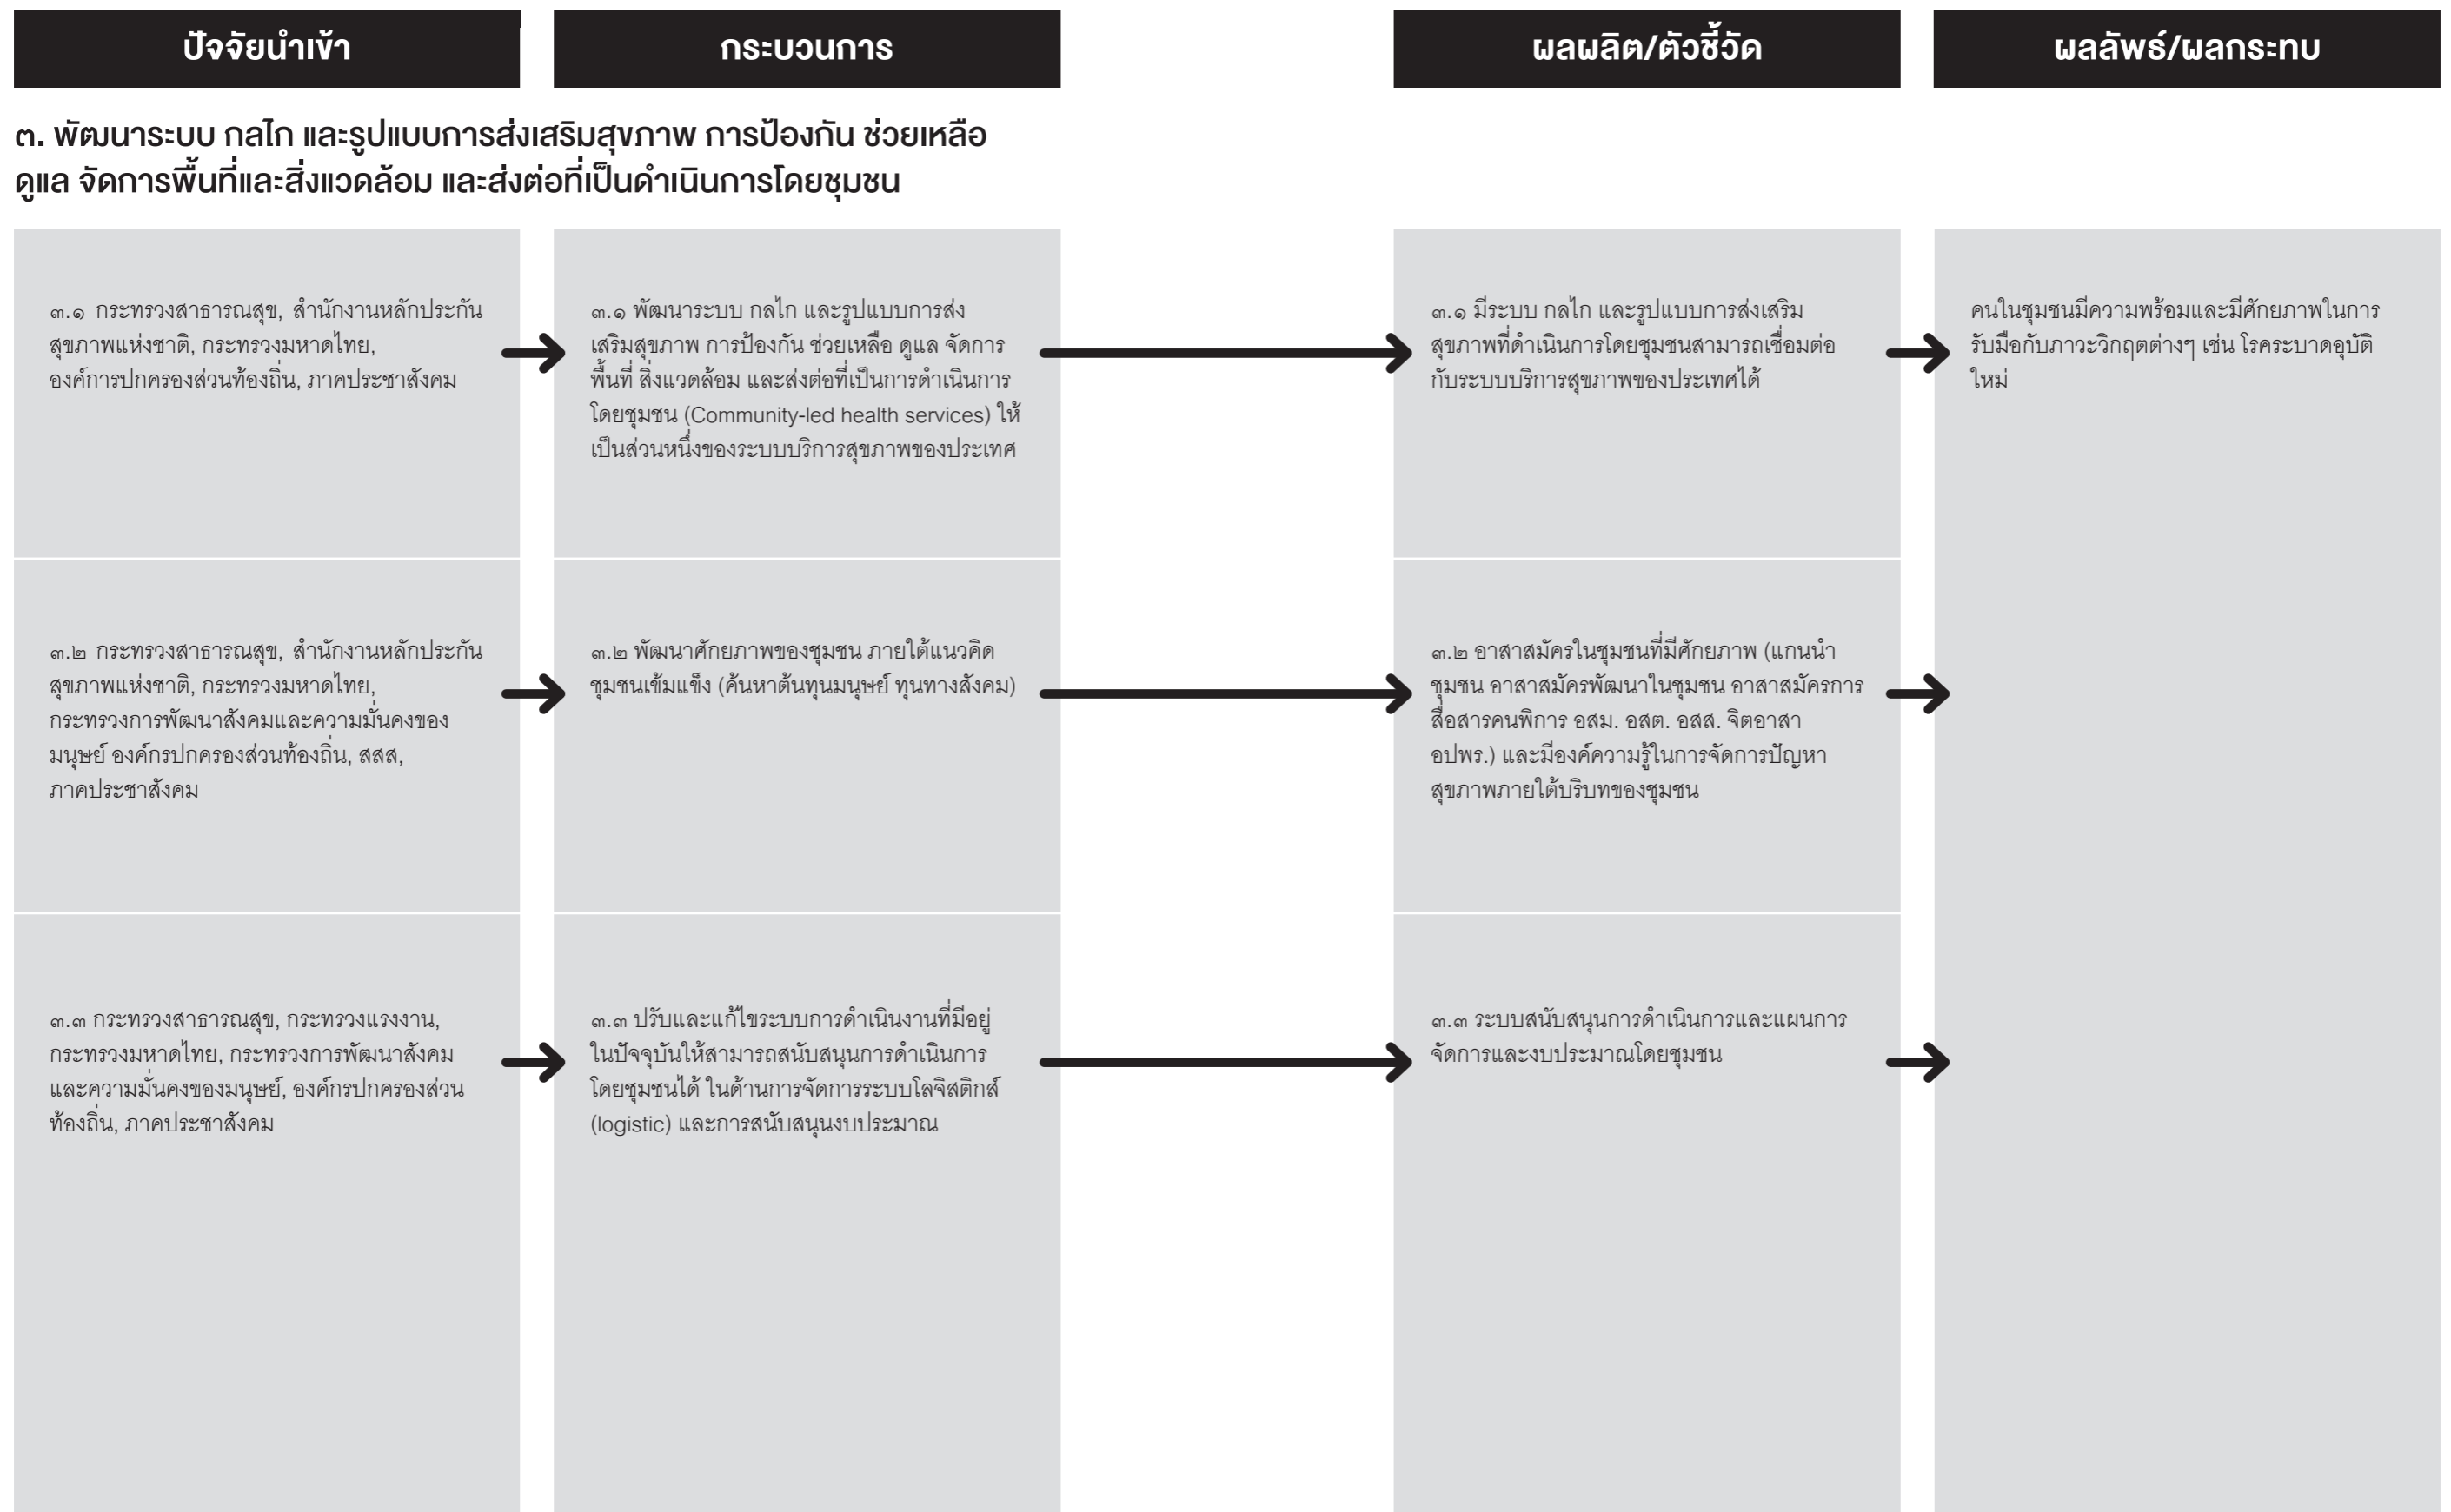 ปัจจัยนำเข้า
กระบวนการ
ผลผลิต/ตัวชี้วัด
ผลลัพธ์/ผลกระทบ
๓. พัฒนาระบบ กลไก และรูปแบบการส่งเสริมสุขภาพ การป้องกัน ช่วยเหลือ
ดูแล จัดการพื้นที่และสิ่งแวดล้อม และส่งต่อที่เป็นดำเนินการโดยชุมชน
๓.๑ กระทรวงสาธารณสุข, สำนักงานหลักประกัน
สุขภาพแห่งชาติ, กระทรวงมหาดไทย,
องค์การปกครองส่วนท้องถิ่น, ภาคประชาสังคม
๓.๑ พัฒนาระบบ กลไก และรูปแบบการส่ง
เสริมสุขภาพ การป้องกัน ช่วยเหลือ ดูแล จัดการ
พื้นที่ สิ่งแวดล้อม และส่งต่อที่เป็นการดำเนินการ
โดยชุมชน (Community-led health services) ให้
เป็นส่วนหนึ่งของระบบบริการสุขภาพของประเทศ
๓.๑ มีระบบ กลไก และรูปแบบการส่งเสริม
สุขภาพที่ดำเนินการโดยชุมชนสามารถเชื่อมต่อ
กับระบบบริการสุขภาพของประเทศได้
คนในชุมชนมีความพร้อมและมีศักยภาพในการ
รับมือกับภาวะวิกฤตต่างๆ เช่น โรคระบาดอุบัติ
ใหม่
๓.๒ กระทรวงสาธารณสุข, สำนักงานหลักประกัน
สุขภาพแห่งชาติ, กระทรวงมหาดไทย,
กระทรวงการพัฒนาสังคมและความมั่นคงของ
มนุษย์ องค์กรปกครองส่วนท้องถิ่น, สสส,
ภาคประชาสังคม
๓.๒ พัฒนาศักยภาพของชุมชน ภายใต้แนวคิด
ชุมชนเข้มแข็ง (ค้นหาต้นทุนมนุษย์ ทุนทางสังคม)
๓.๒ อาสาสมัครในชุมชนที่มีศักยภาพ (แกนนำ
ชุมชน อาสาสมัครพัฒนาในชุมชน อาสาสมัครการ
สื่อสารคนพิการ อสม. อสต. อสส. จิตอาสา
อปพร.) และมีองค์ความรู้ในการจัดการปัญหา
สุขภาพภายใต้บริบทของชุมชน
๓.๓ กระทรวงสาธารณสุข, กระทรวงแรงงาน,
กระทรวงมหาดไทย, กระทรวงการพัฒนาสังคม
และความมั่นคงของมนุษย์, องค์กรปกครองส่วน
ท้องถิ่น, ภาคประชาสังคม
๓.๓ ปรับและแก้ไขระบบการดำเนินงานที่มีอยู่
ในปัจจุบันให้สามารถสนับสนุนการดำเนินการ
โดยชุมชนได้ ในด้านการจัดการระบบโลจิสติกส์
(logistic) และการสนับสนุนงบประมาณ
๓.๓ ระบบสนับสนุนการดำเนินการและแผนการ
จัดการและงบประมาณโดยชุมชน